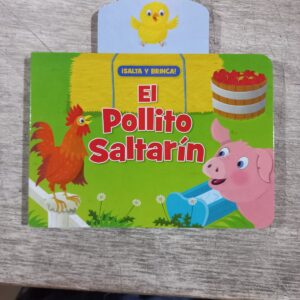 ¡SALTA Y BRINCA!
El
Pollito
Saltarín